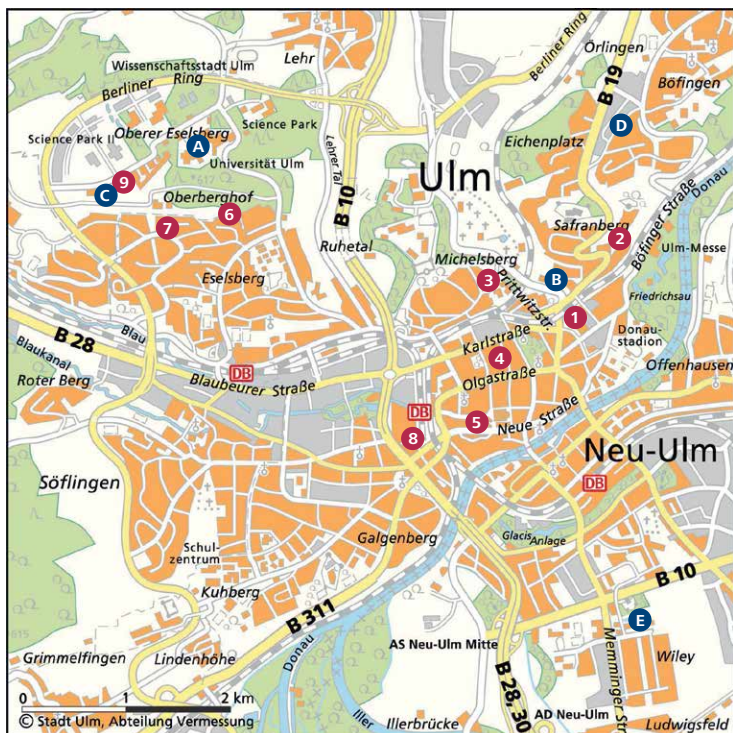 Wissenschaftsstadt Ulm
Lehr
Berliner Ring
Örlingen
Böfingen
B 19
Berliner Ring
Science Park II
Oberer Eselsberg
Science Park
A
Universität Ulm
Lehrer Tal
B 10
Eichenplatz
D
Ulm
9
C
Oberberghof
617
6
7
Ruhetal
Safranberg
2
Böfinger Straße
Donau
Ulm-Messe
Eselsberg
Michelsberg
3
Prittwitzstr.
B
Friedrichsau
1
Donau-
stadion
Blau
B 28
Blaukanal
Roter Berg
DB
Blaubeurer Straße
Karlstraße
4
Olgastraße
Offenhausen
DB
8
5
Neue Straße
Neu-Ulm
DB
Söflingen
Galgenberg
Glacis Anlage
Schul-
zentrum
Kuhberg
B 10
B 311
615
E
AS Neu-Ulm Mitte
Memminger Str
Wiley
Grimmelfingen
Lindenhöhe
Donau
B 28, 30
AD Neu-Ulm
Iller
Illerbrücke
Ludwigsfeld
0 1 2 km
© Stadt Ulm, Abteilung Vermessung